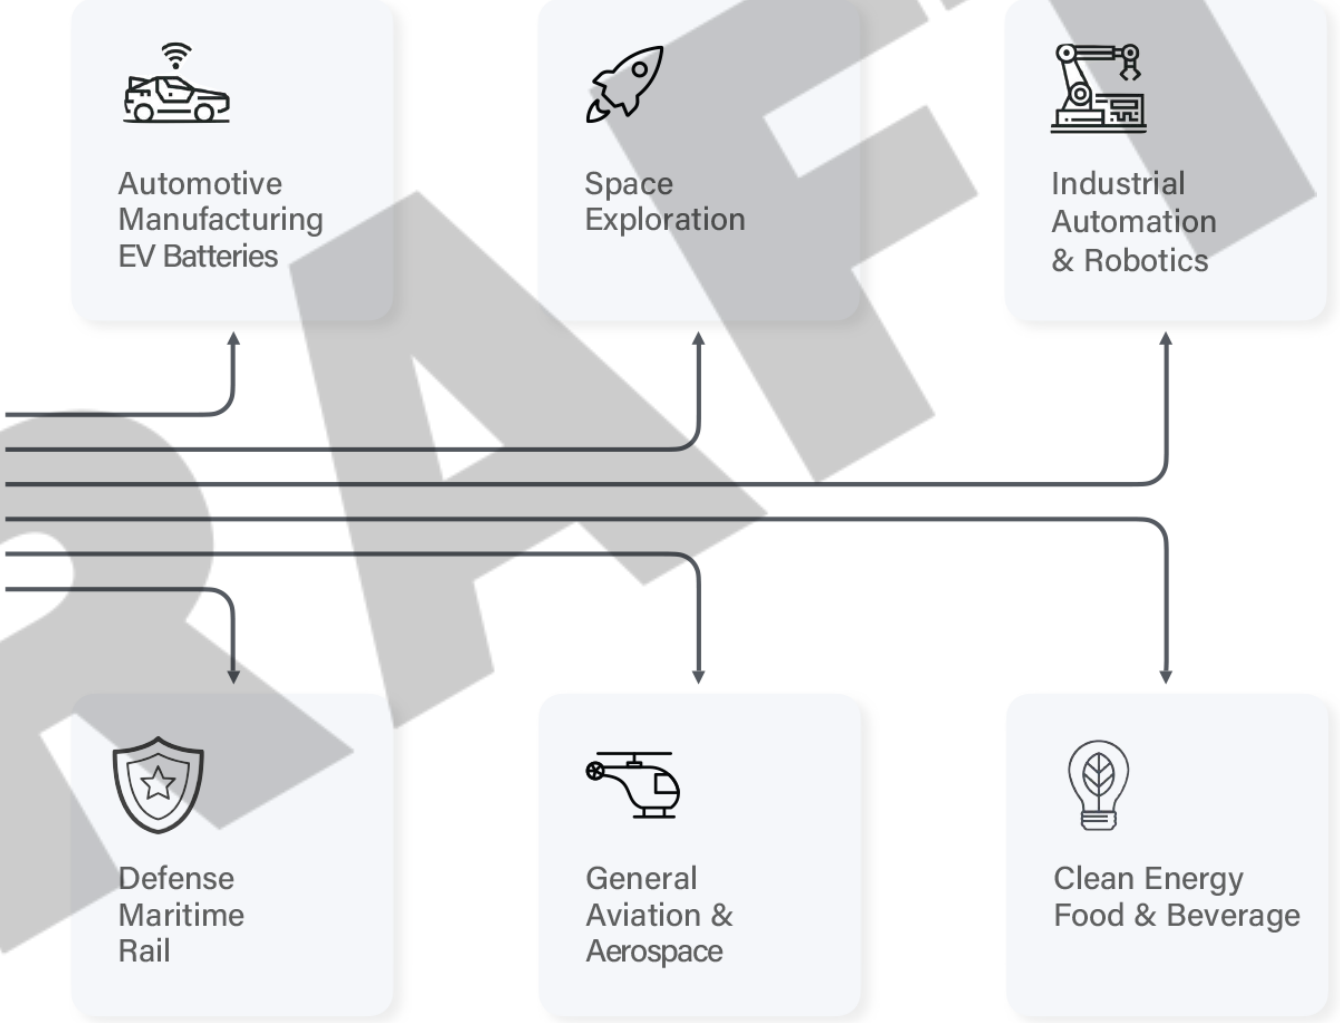 Automotive
Manufacturing
EV Batteries
Space
Exploration
Industrial
Automation
& Robotics
Defense
Maritime
Rail
General
Aviation &
Aerospace
Clean Energy
Food & Beverage
RAFT